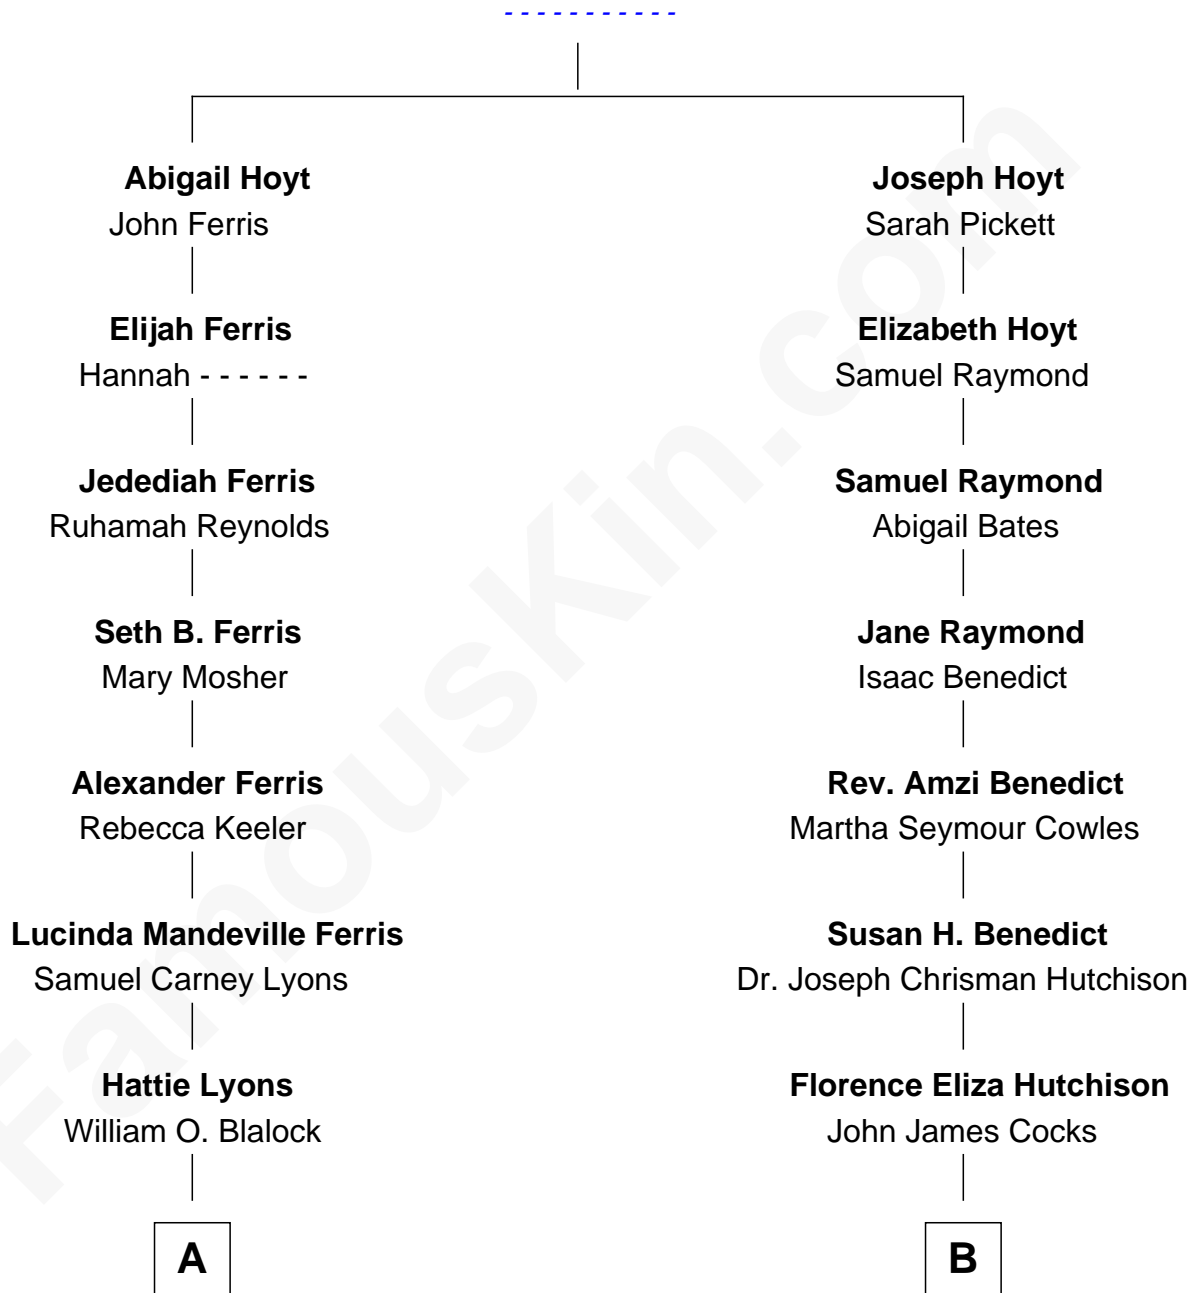 - - - - - - - - - - -
Abigail Hoyt
John Ferris
Elijah Ferris
Hannah - - - - - -
Jedediah Ferris
Ruhamah Reynolds
Seth B. Ferris
Mary Mosher
Alexander Ferris
Rebecca Keeler
Lucinda Mandeville Ferris
Samuel Carney Lyons
Hattie Lyons
William O. Blalock
A
Joseph Hoyt
Sarah Pickett
Elizabeth Hoyt
Samuel Raymond
Samuel Raymond
Abigail Bates
Jane Raymond
Isaac Benedict
Rev. Amzi Benedict
Martha Seymour Cowles
Susan H. Benedict
Dr. Joseph Chrisman Hutchison
Florence Eliza Hutchison
John James Cocks
B
FamousKin.com